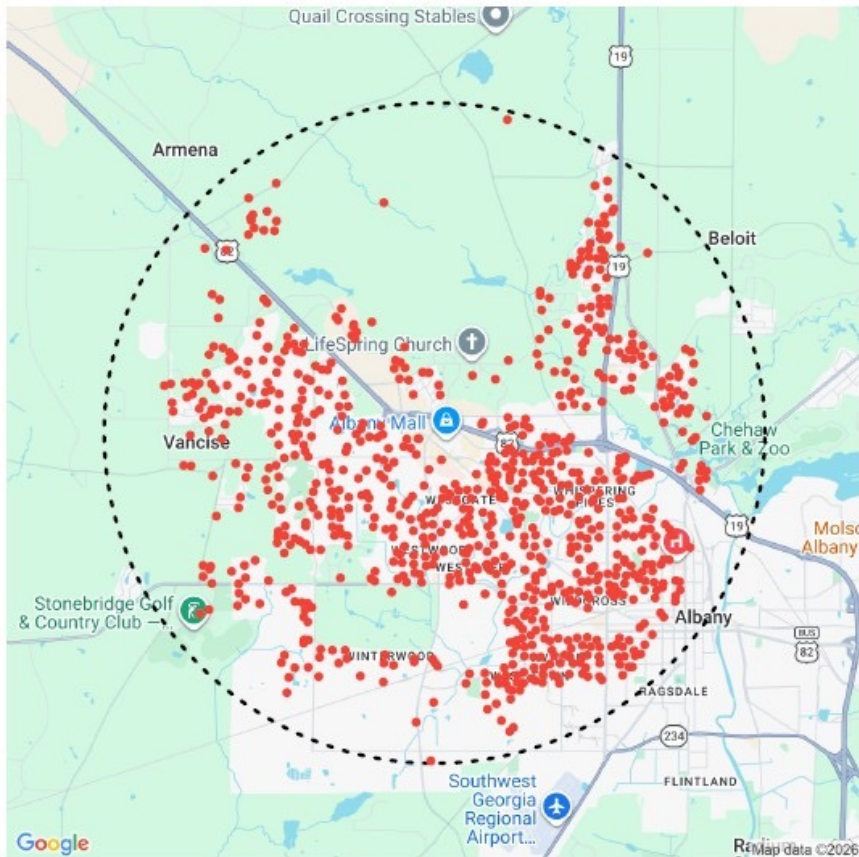 Quail Crossing Stables
19
Armena
82
Beloit
19
LifeSpring Church
Albany Mall
82
Chehaw
Park & Zoo
Vancise
WESTGATE
WHISPERING
PINES
19
Molso
Albany
WESTWOOD
Stonebridge Golf
& Country Club —...
WINDCROSS
Albany
BUS
82
WINTERWOOD
RAGSDALE
234
FLINTLAND
Southwest
Georgia
Regional
Airport...
Google
Map data ©2026